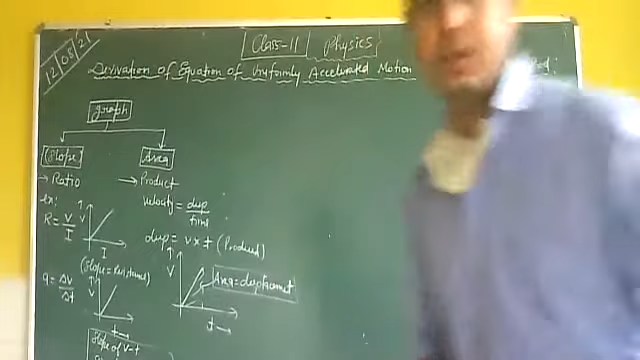 12/08/21
Class-11 Physics
Derivation of Equation of Uniformly Accelerated Motion
graph
Slope
Area
→ Ratio
→ Product
ex:
velocity = disp/time
R = V/I
V
I
disp = v × t (Product)
(Slope = Resistance)
V
Area = displacement
t →
a = Δv/Δt
V
t →
Slope of v-t